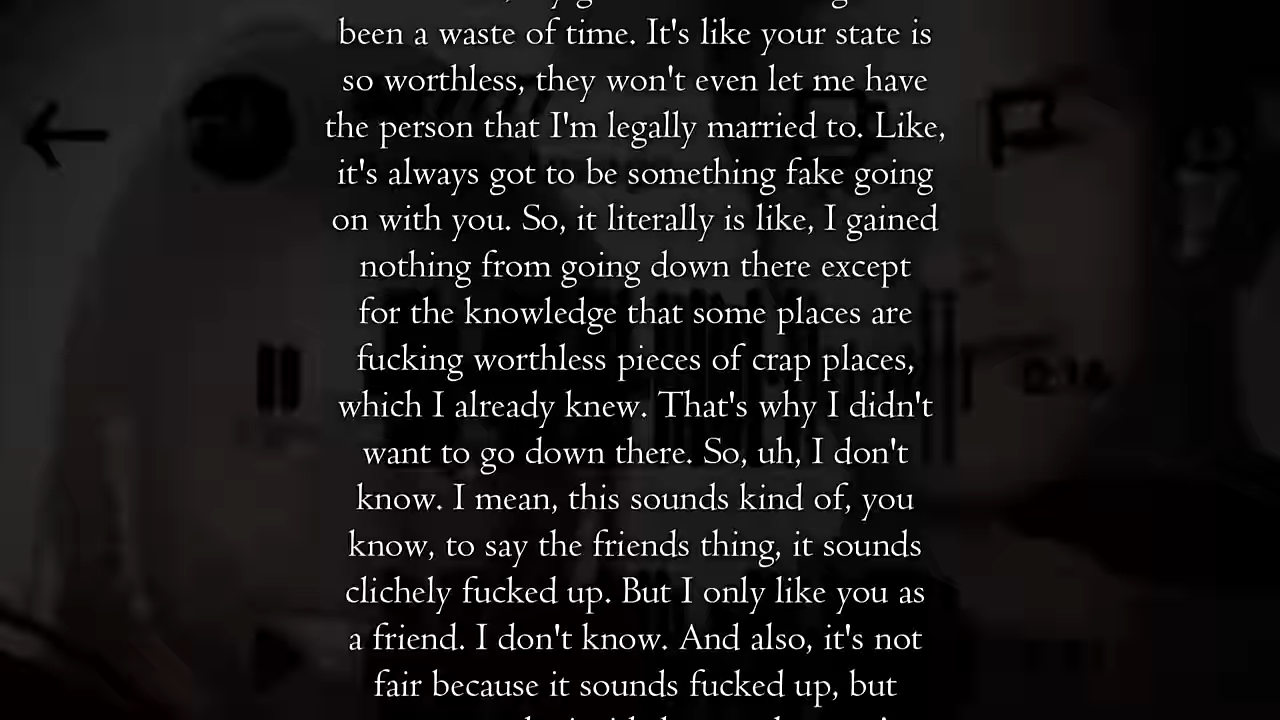 been a waste of time. It's like your state is
so worthless, they won't even let me have
the person that I'm legally married to. Like,
it's always got to be something fake going
on with you. So, it literally is like, I gained
nothing from going down there except
for the knowledge that some places are
fucking worthless pieces of crap places,
which I already knew. That's why I didn't
want to go down there. So, uh, I don't
know. I mean, this sounds kind of, you
know, to say the friends thing, it sounds
clichely fucked up. But I only like you as
a friend. I don't know. And also, it's not
fair because it sounds fucked up, but